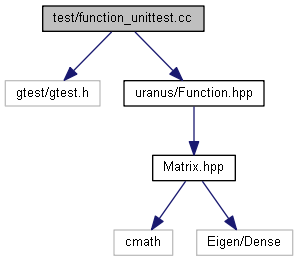 test/function_unittest.cc
gtest/gtest.h
uranus/Function.hpp
Matrix.hpp
cmath
Eigen/Dense